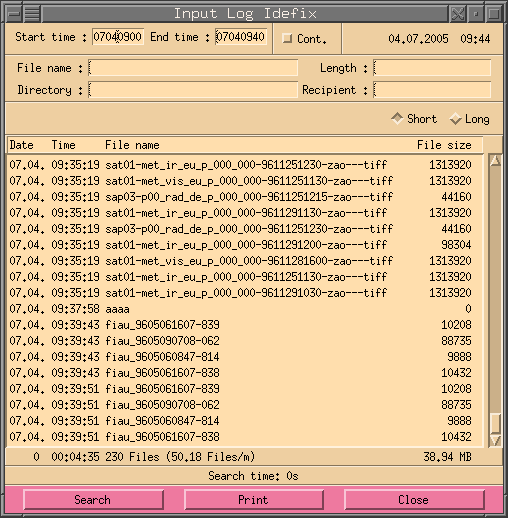 Input Log Idefix
Start time : 07040900 End time : 07040940 Cont. 04.07.2005 09:44
File name : Length :
Directory : Recipient :
Short Long
Date Time File name File size
07.04. 09:35:19 sat01-met_ir_eu_p_000_000-9611251230-zao---tiff 1313920
07.04. 09:35:19 sat01-met_vis_eu_p_000_000-9611251130-zao---tiff 1313920
07.04. 09:35:19 sap03-p00_rad_de_p_000_000-9611251215-zao---tiff 44160
07.04. 09:35:19 sat01-met_ir_eu_p_000_000-9611291130-zao---tiff 1313920
07.04. 09:35:19 sap03-p00_rad_de_p_000_000-9611251230-zao---tiff 44160
07.04. 09:35:19 sat01-met_ir_eu_p_000_000-9611291200-zao---tiff 98304
07.04. 09:35:19 sat01-met_vis_eu_p_000_000-9611281600-zao---tiff 1313920
07.04. 09:35:19 sat01-met_ir_eu_p_000_000-9611251130-zao---tiff 1313920
07.04. 09:35:19 sat01-met_ir_eu_p_000_000-9611291030-zao---tiff 1313920
07.04. 09:37:58 aaaa 0
07.04. 09:39:43 fiau_9605061607-839 10208
07.04. 09:39:43 fiau_9605090708-062 88735
07.04. 09:39:43 fiau_9605060847-814 9888
07.04. 09:39:43 fiau_9605061607-838 10432
07.04. 09:39:51 fiau_9605061607-839 10208
07.04. 09:39:51 fiau_9605090708-062 88735
07.04. 09:39:51 fiau_9605060847-814 9888
07.04. 09:39:51 fiau_9605061607-838 10432
0 00:04:35 230 Files (50.18 Files/m) 38.94 MB
Search time: 0s
Search Print Close